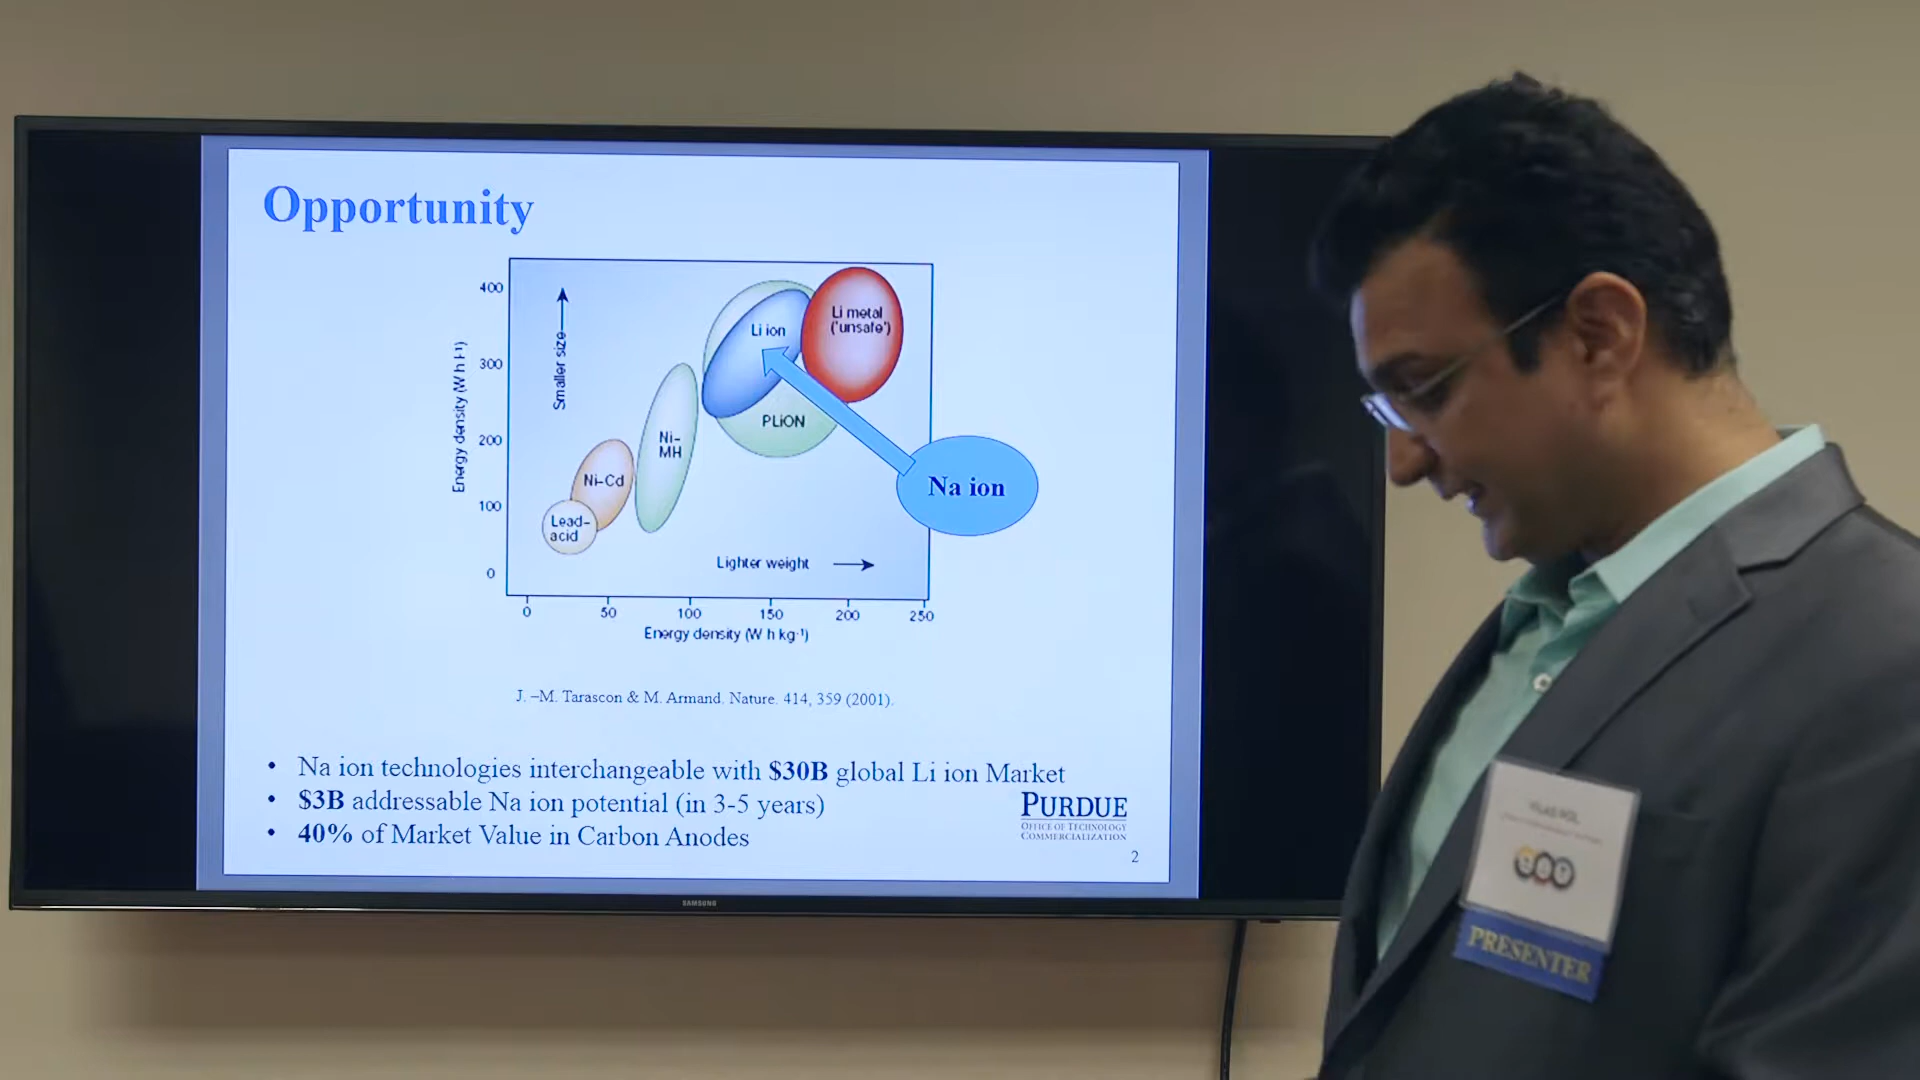 Opportunity
400
300
200
100
0
Energy density (W h l⁻¹)
Smaller size
Li ion
Li metal
('unsafe')
PLiON
Ni-
MH
Ni-Cd
Lead-
acid
Na ion
Lighter weight
0
50
100
150
200
250
Energy density (W h kg⁻¹)
J. –M. Tarascon & M. Armand. Nature. 414, 359 (2001).
• Na ion technologies interchangeable with $30B global Li ion Market
• $3B addressable Na ion potential (in 3-5 years)
• 40% of Market Value in Carbon Anodes
PURDUE
OFFICE OF TECHNOLOGY
COMMERCIALIZATION
2
SAMSUNG
VILAS POL
PRESENTER